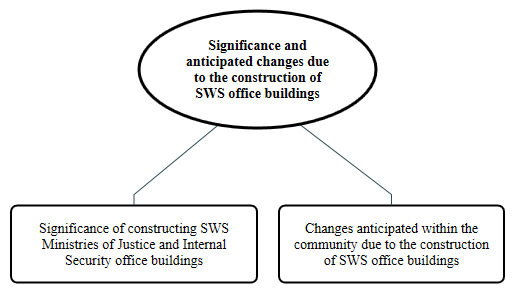 Significance and
anticipated changes due
to the construction of
SWS office buildings
Significance of constructing SWS
Ministries of Justice and Internal
Security office buildings
Changes anticipated within the
community due to the construction
of SWS office buildings